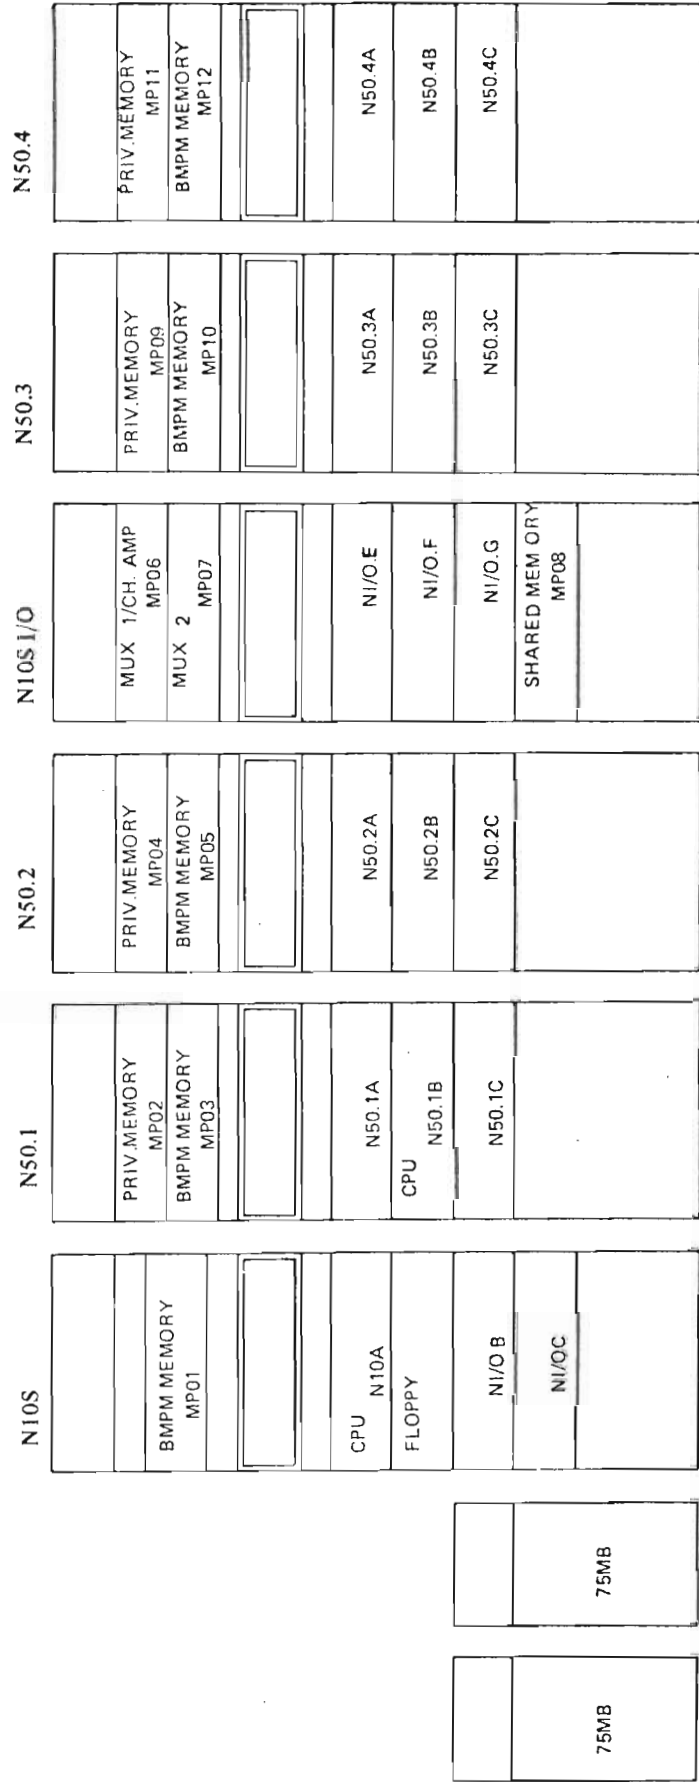 75MB
75MB
N10S
BMPM MEMORY
MP01
CPU
N10A
FLOPPY
NI/O B
NI/OC
N50.1
PRIV.MEMORY
MP02
BMPM MEMORY
MP03
N50.1A
CPU
N50.1B
N50.1C
N50.2
PRIV.MEMORY
MP04
BMPM MEMORY
MP05
N50.2A
N50.2B
N50.2C
N10S I/O
MUX 1/CH. AMP
MP06
MUX 2
MP07
NI/O.E
NI/O.F
NI/O.G
SHARED MEMORY
MP08
N50.3
PRIV.MEMORY
MP09
BMPM MEMORY
MP10
N50.3A
N50.3B
N50.3C
N50.4
PRIV.MEMORY
MP11
BMPM MEMORY
MP12
N50.4A
N50.4B
N50.4C